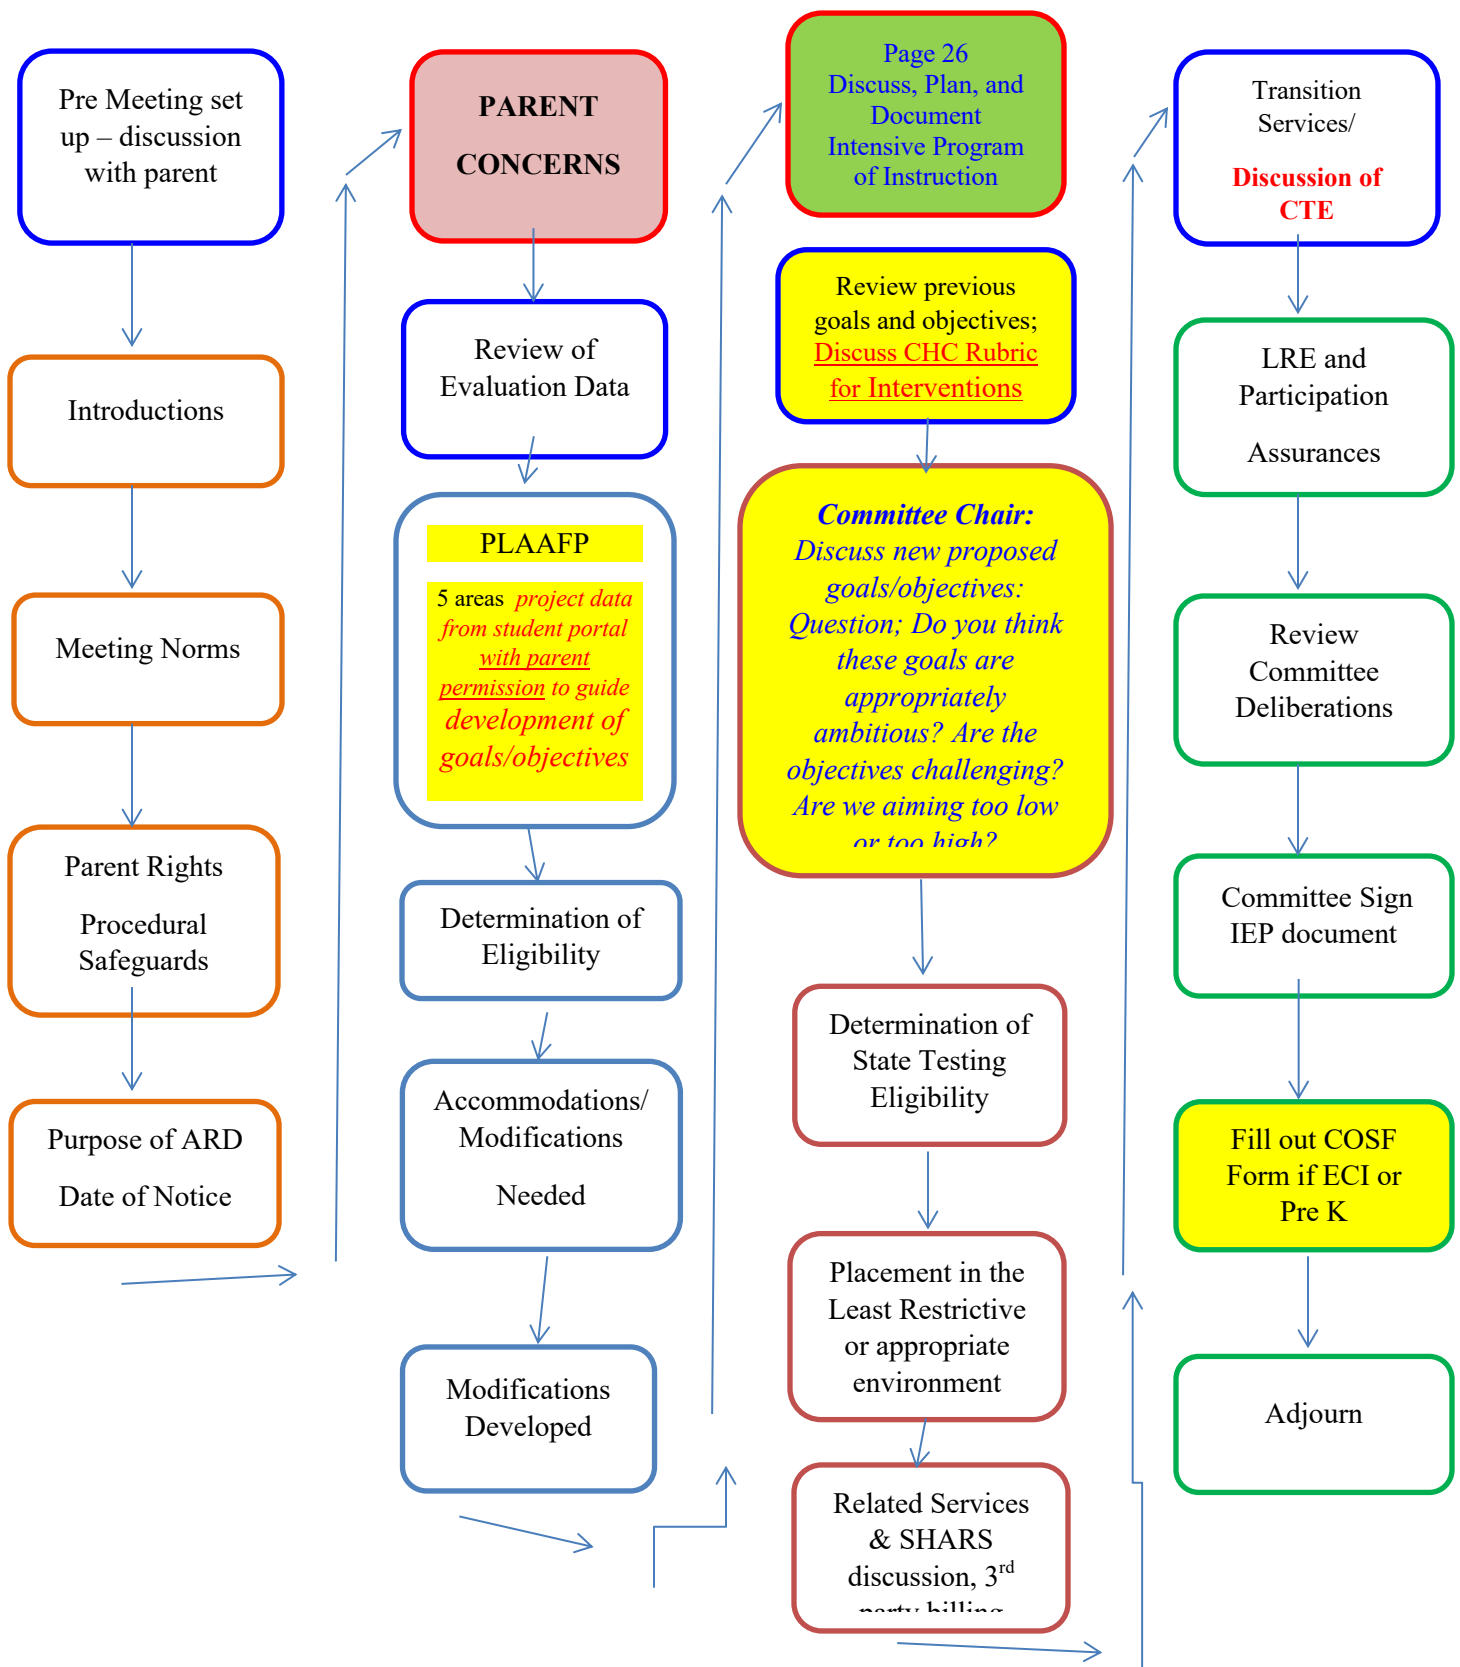 Pre Meeting set
up – discussion
with parent
Introductions
Meeting Norms
Parent Rights
Procedural
Safeguards
Purpose of ARD
Date of Notice
PARENT
CONCERNS
Review of
Evaluation Data
PLAAFP
5 areas project data
from student portal
with parent
permission to guide
development of
goals/objectives
Determination of
Eligibility
Accommodations/
Modifications
Needed
Modifications
Developed
Page 26
Discuss, Plan, and
Document
Intensive Program
of Instruction
Review previous
goals and objectives;
Discuss CHC Rubric
for Interventions
Committee Chair:
Discuss new proposed
goals/objectives:
Question; Do you think
these goals are
appropriately
ambitious? Are the
objectives challenging?
Are we aiming too low
or too high?
Determination of
State Testing
Eligibility
Placement in the
Least Restrictive
or appropriate
environment
Related Services
& SHARS
discussion, 3rd
party billing
Transition
Services/
Discussion of
CTE
LRE and
Participation
Assurances
Review
Committee
Deliberations
Committee Sign
IEP document
Fill out COSF
Form if ECI or
Pre K
Adjourn